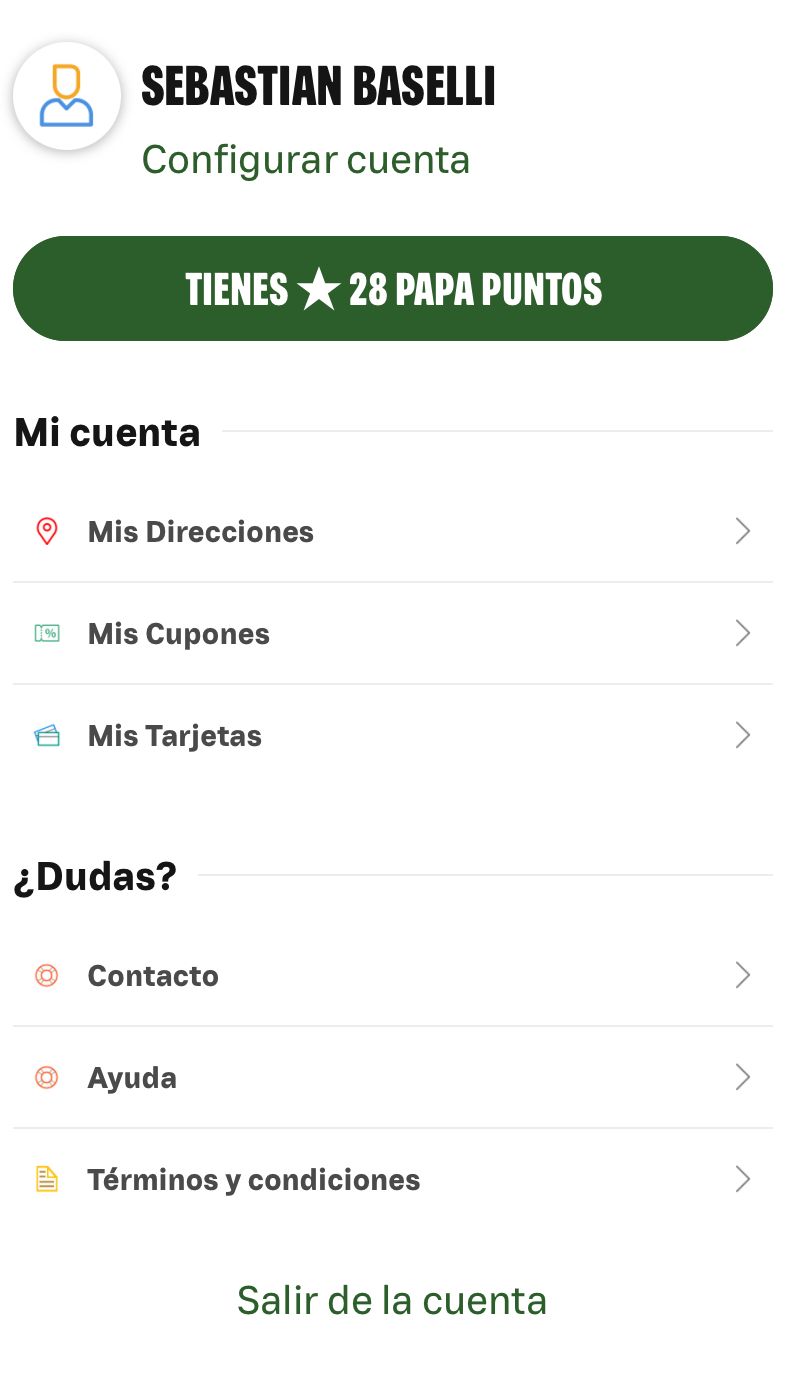 SEBASTIAN BASELLI
Configurar cuenta
TIENES ★ 28 PAPA PUNTOS
Mi cuenta
Mis Direcciones
%
Mis Cupones
Mis Tarjetas
¿Dudas?
Contacto
Ayuda
Términos y condiciones
Salir de la cuenta